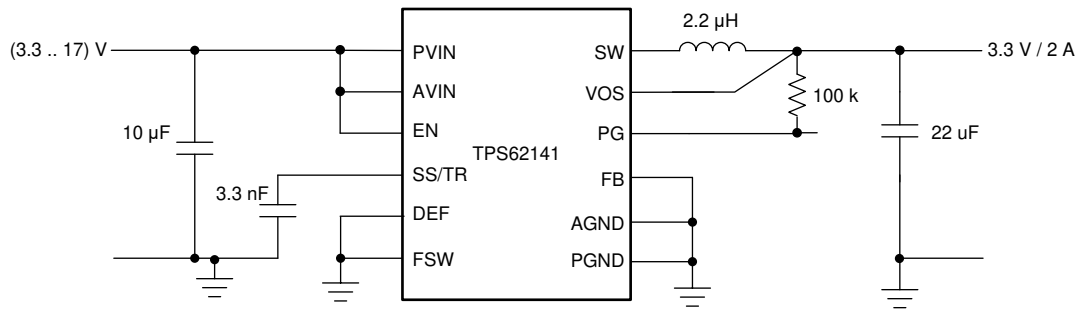 2.2 µH
(3.3 .. 17) V
PVIN
SW
3.3 V / 2 A
AVIN
VOS
100 k
10 µF
EN
PG
22 uF
TPS62141
SS/TR
FB
3.3 nF
DEF
AGND
FSW
PGND